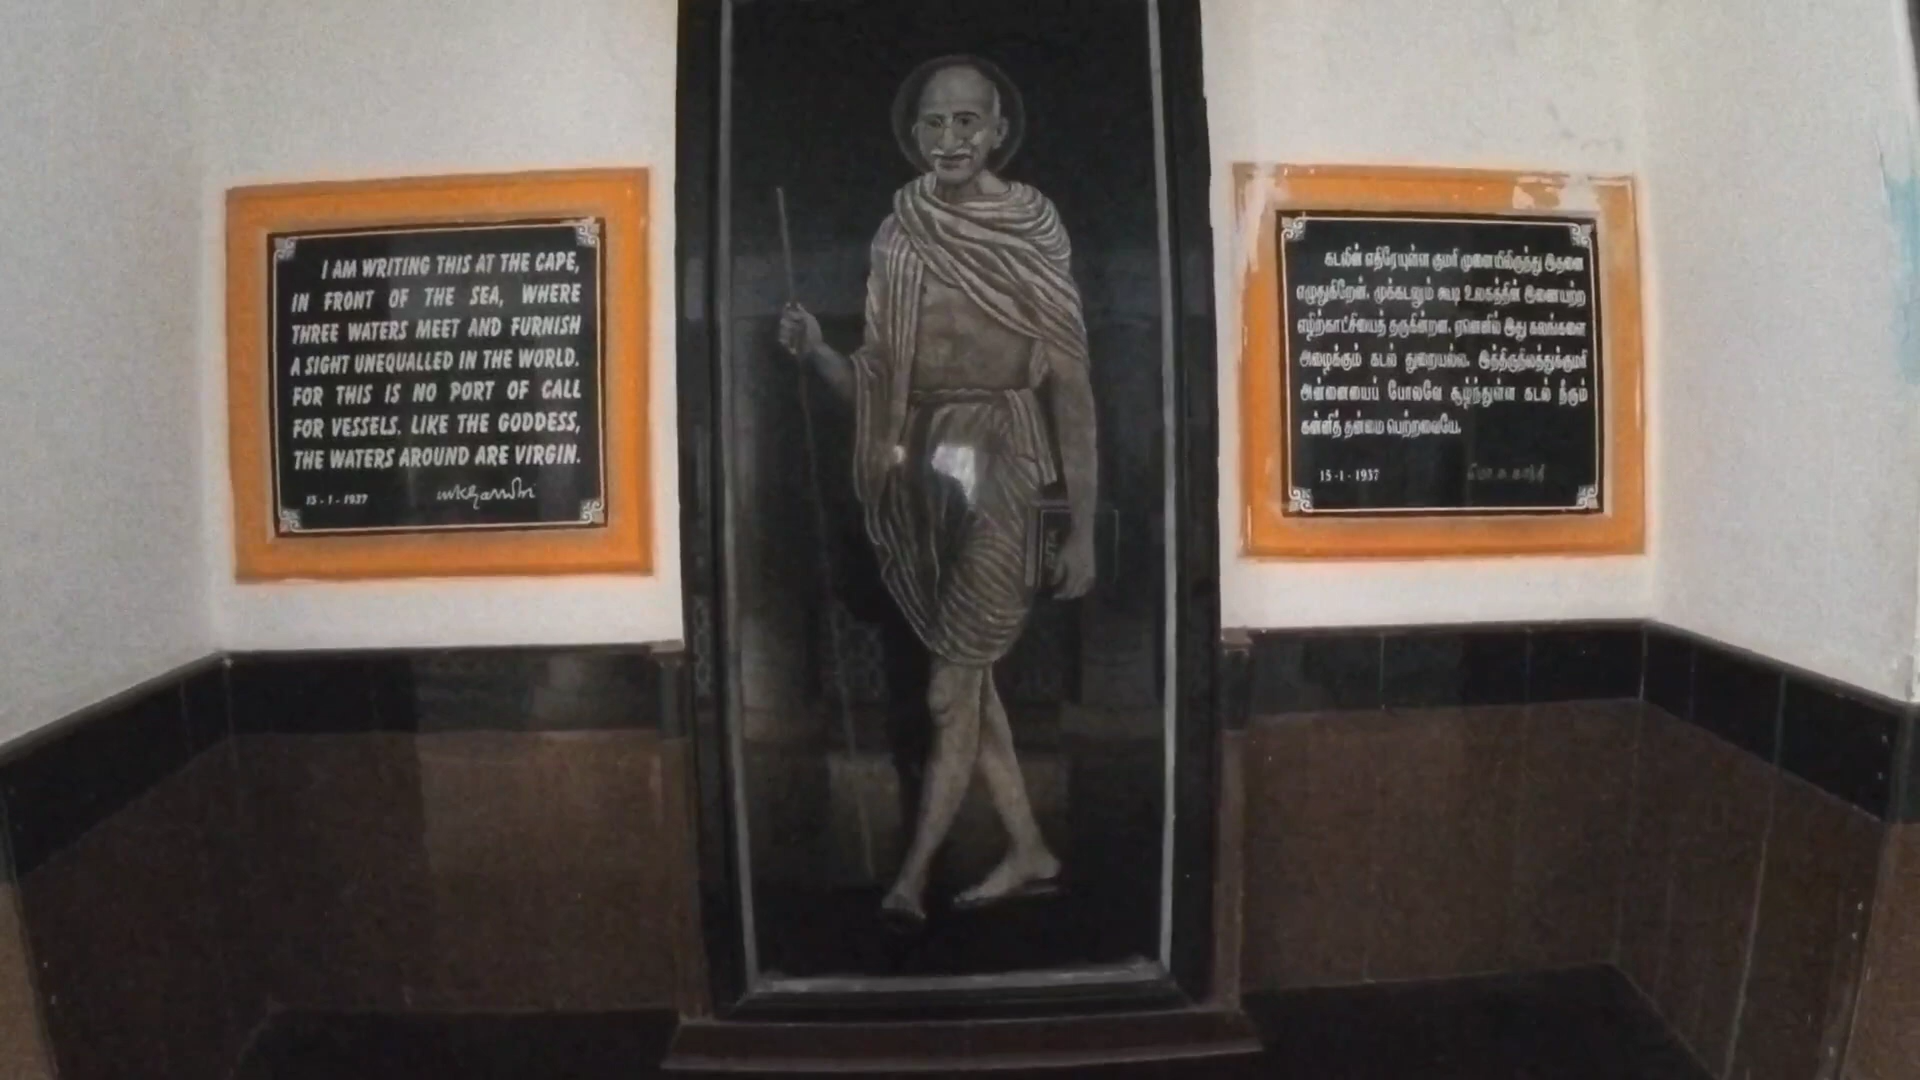 I AM WRITING THIS AT THE CAPE,
IN FRONT OF THE SEA, WHERE
THREE WATERS MEET AND FURNISH
A SIGHT UNEQUALLED IN THE WORLD.
FOR THIS IS NO PORT OF CALL
FOR VESSELS. LIKE THE GODDESS,
THE WATERS AROUND ARE VIRGIN.
15-1-1937 mkgandhi
கடலின் எதிரேயுள்ள குமரி முனையிலிருந்து இதனை
எழுதுகிறேன். முக்கடலும் கூடி உலகத்தின் இணையற்ற
எழிற்காட்சியைத் தருகின்றன. ஏனெனில் இது கலங்களை
அழைக்கும் கடல் துறையல்ல. இத்திருநிலத்துக்குமரி
அன்னையைப் போலவே சூழ்ந்துள்ள கடல் நீரும்
கன்னித் தன்மை பெற்றவையே.
15-1-1937 மோ.க.காந்தி